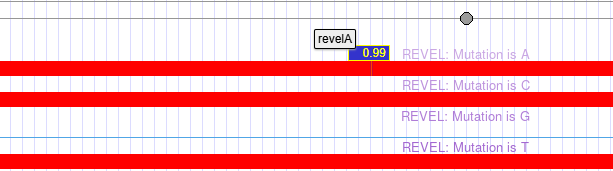 revelA
0.99
REVEL: Mutation is A
REVEL: Mutation is C
REVEL: Mutation is G
REVEL: Mutation is T